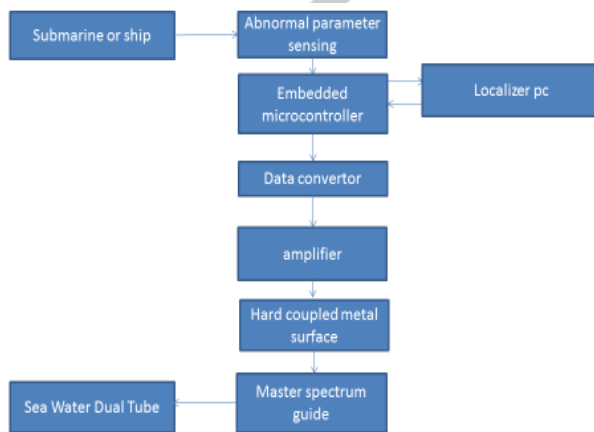 Submarine or ship
Abnormal parameter
sensing
Embedded
microcontroller
Localizer pc
Data convertor
amplifier
Hard coupled metal
surface
Master spectrum
guide
Sea Water Dual Tube